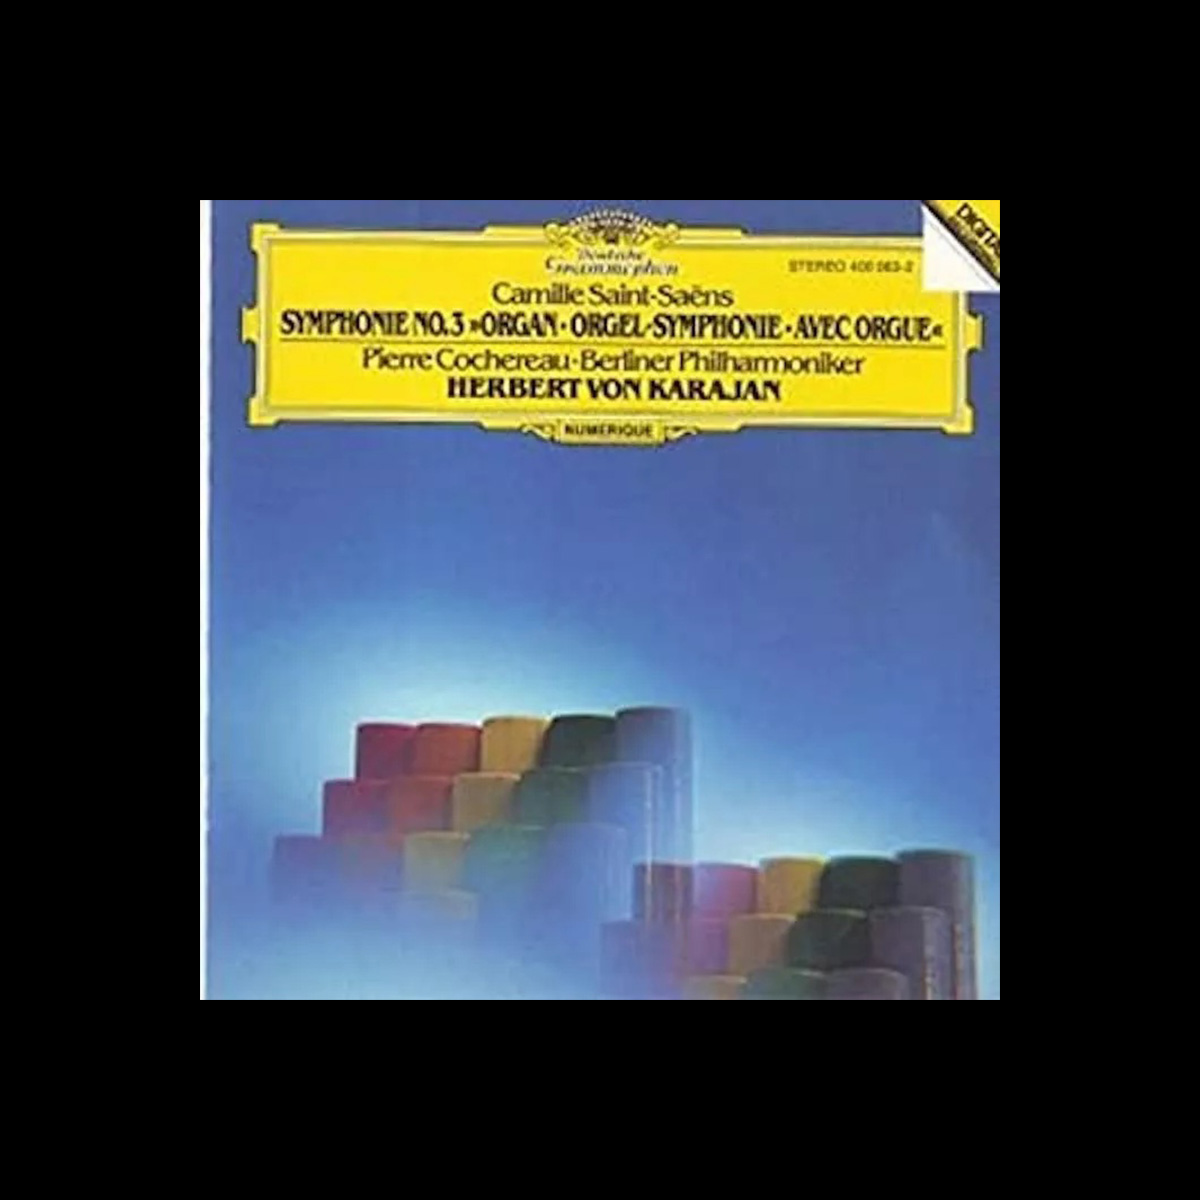 DIGITAL
Deutsche
Grammophon
STEREO 400 063-2
Camille Saint-Saëns
SYMPHONIE NO.3 »ORGAN · ORGEL-SYMPHONIE · AVEC ORGUE«
Pierre Cochereau · Berliner Philharmoniker
HERBERT VON KARAJAN
NUMERIQUE